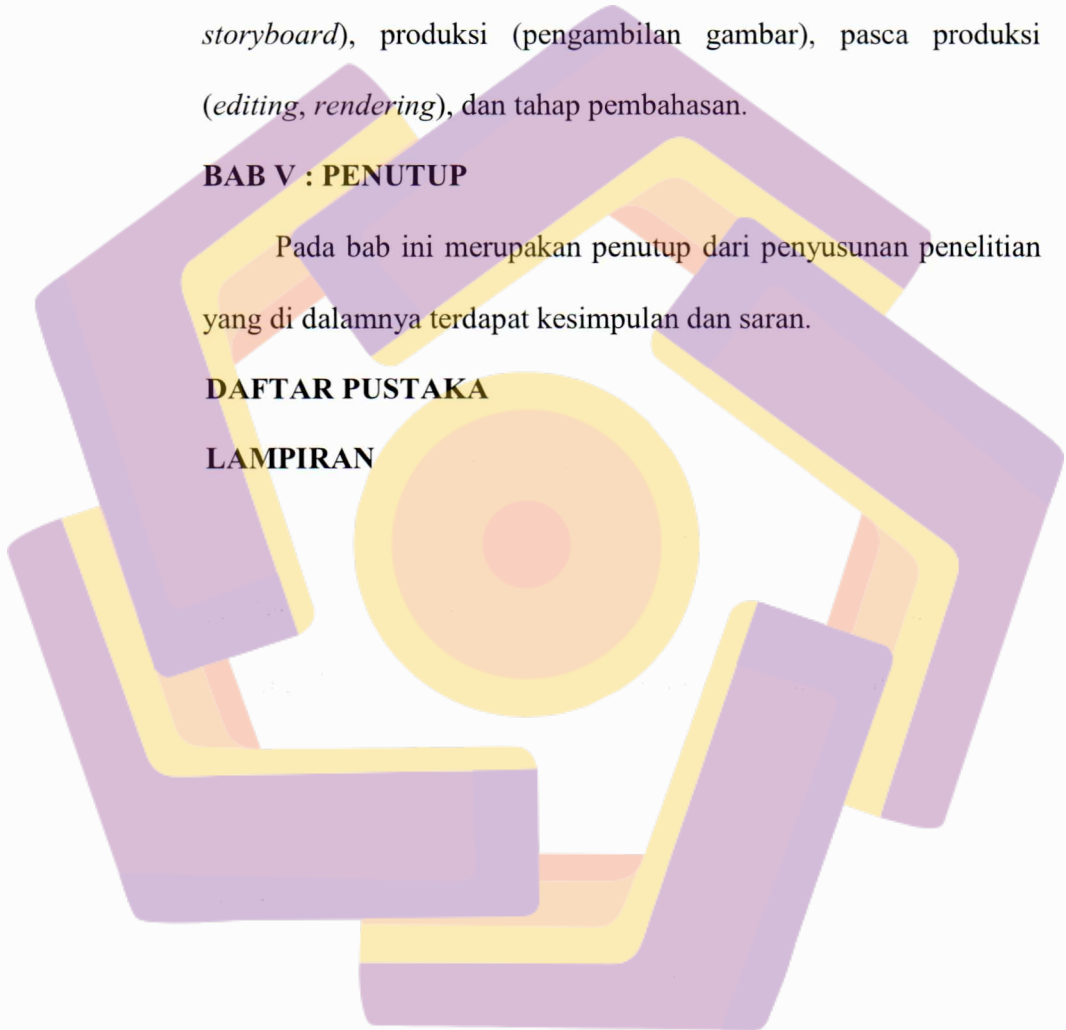 storyboard), produksi (pengambilan gambar), pasca produksi
(editing, rendering), dan tahap pembahasan.
BAB V : PENUTUP
Pada bab ini merupakan penutup dari penyusunan penelitian
yang di dalamnya terdapat kesimpulan dan saran.
DAFTAR PUSTAKA
LAMPIRAN